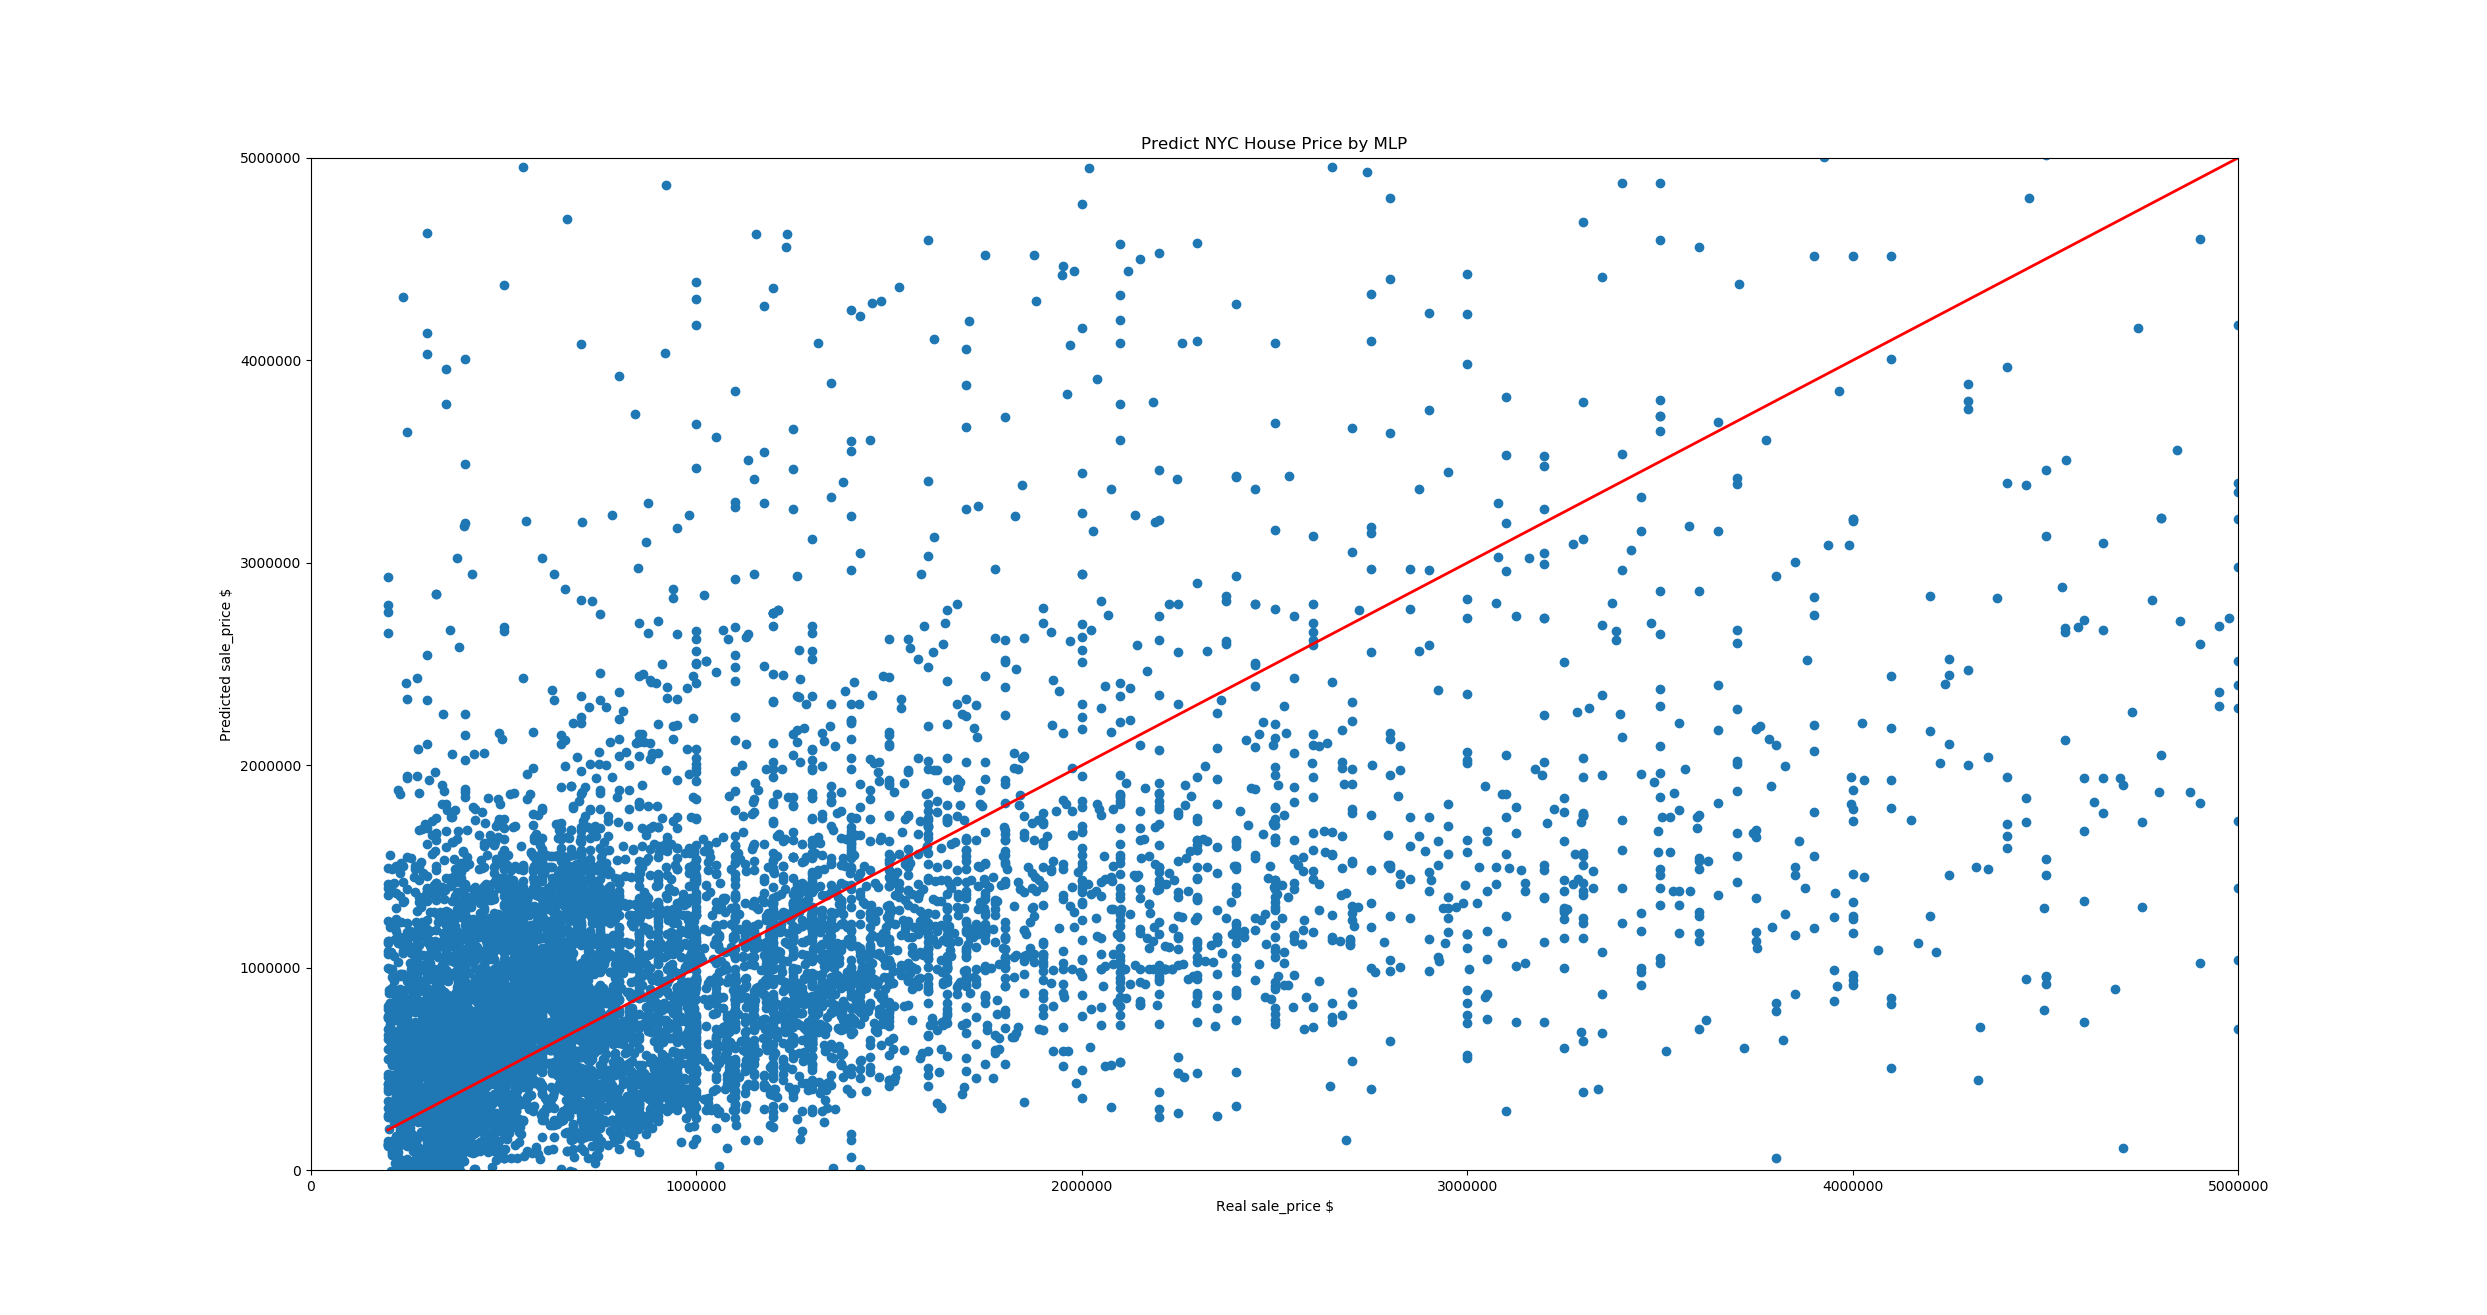 Predict NYC House Price by MLP
5000000
4000000
3000000
2000000
1000000
0
Predicted sale_price $
0 1000000 2000000 3000000 4000000 5000000
Real sale_price $